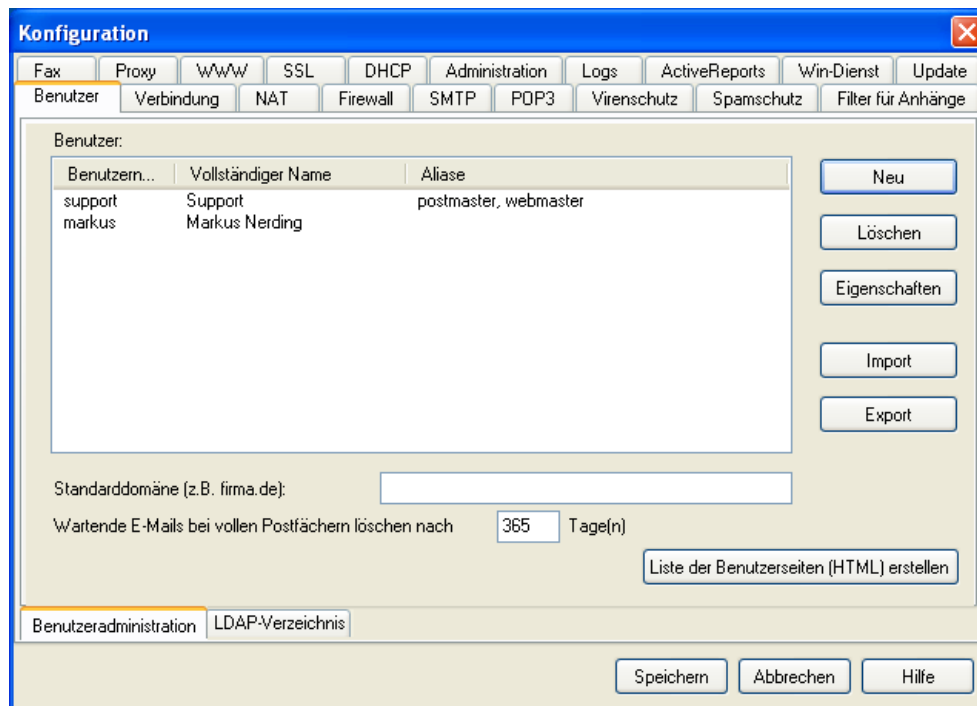 Konfiguration
Fax Proxy WWW SSL DHCP Administration Logs ActiveReports Win-Dienst Update
Benutzer Verbindung NAT Firewall SMTP POP3 Virenschutz Spamschutz Filter für Anhänge
Benutzer:
Benutzern... Vollständiger Name Aliase
support Support postmaster, webmaster
markus Markus Nerding
Neu
Löschen
Eigenschaften
Import
Export
Standarddomäne (z.B. firma.de):
Wartende E-Mails bei vollen Postfächern löschen nach 365 Tage(n)
Liste der Benutzerseiten (HTML) erstellen
Benutzeradministration LDAP-Verzeichnis
Speichern Abbrechen Hilfe